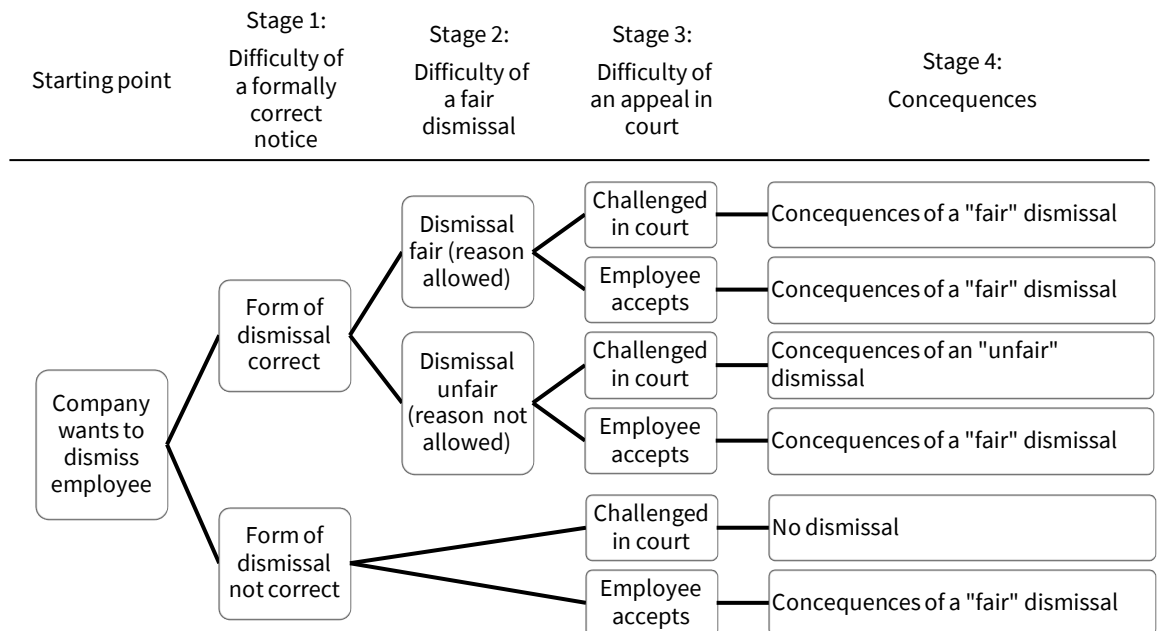 Starting point
Stage 1:
Difficulty of
a formally
correct
notice
Stage 2:
Difficulty of
a fair
dismissal
Stage 3:
Difficulty of
an appeal in
court
Stage 4:
Concequences
Company
wants to
dismiss
employee
Form of
dismissal
correct
Dismissal
fair (reason
allowed)
Challenged
in court
Concequences of a "fair" dismissal
Employee
accepts
Concequences of a "fair" dismissal
Dismissal
unfair
(reason not
allowed)
Challenged
in court
Concequences of an "unfair"
dismissal
Employee
accepts
Concequences of a "fair" dismissal
Form of
dismissal
not correct
Challenged
in court
No dismissal
Employee
accepts
Concequences of a "fair" dismissal